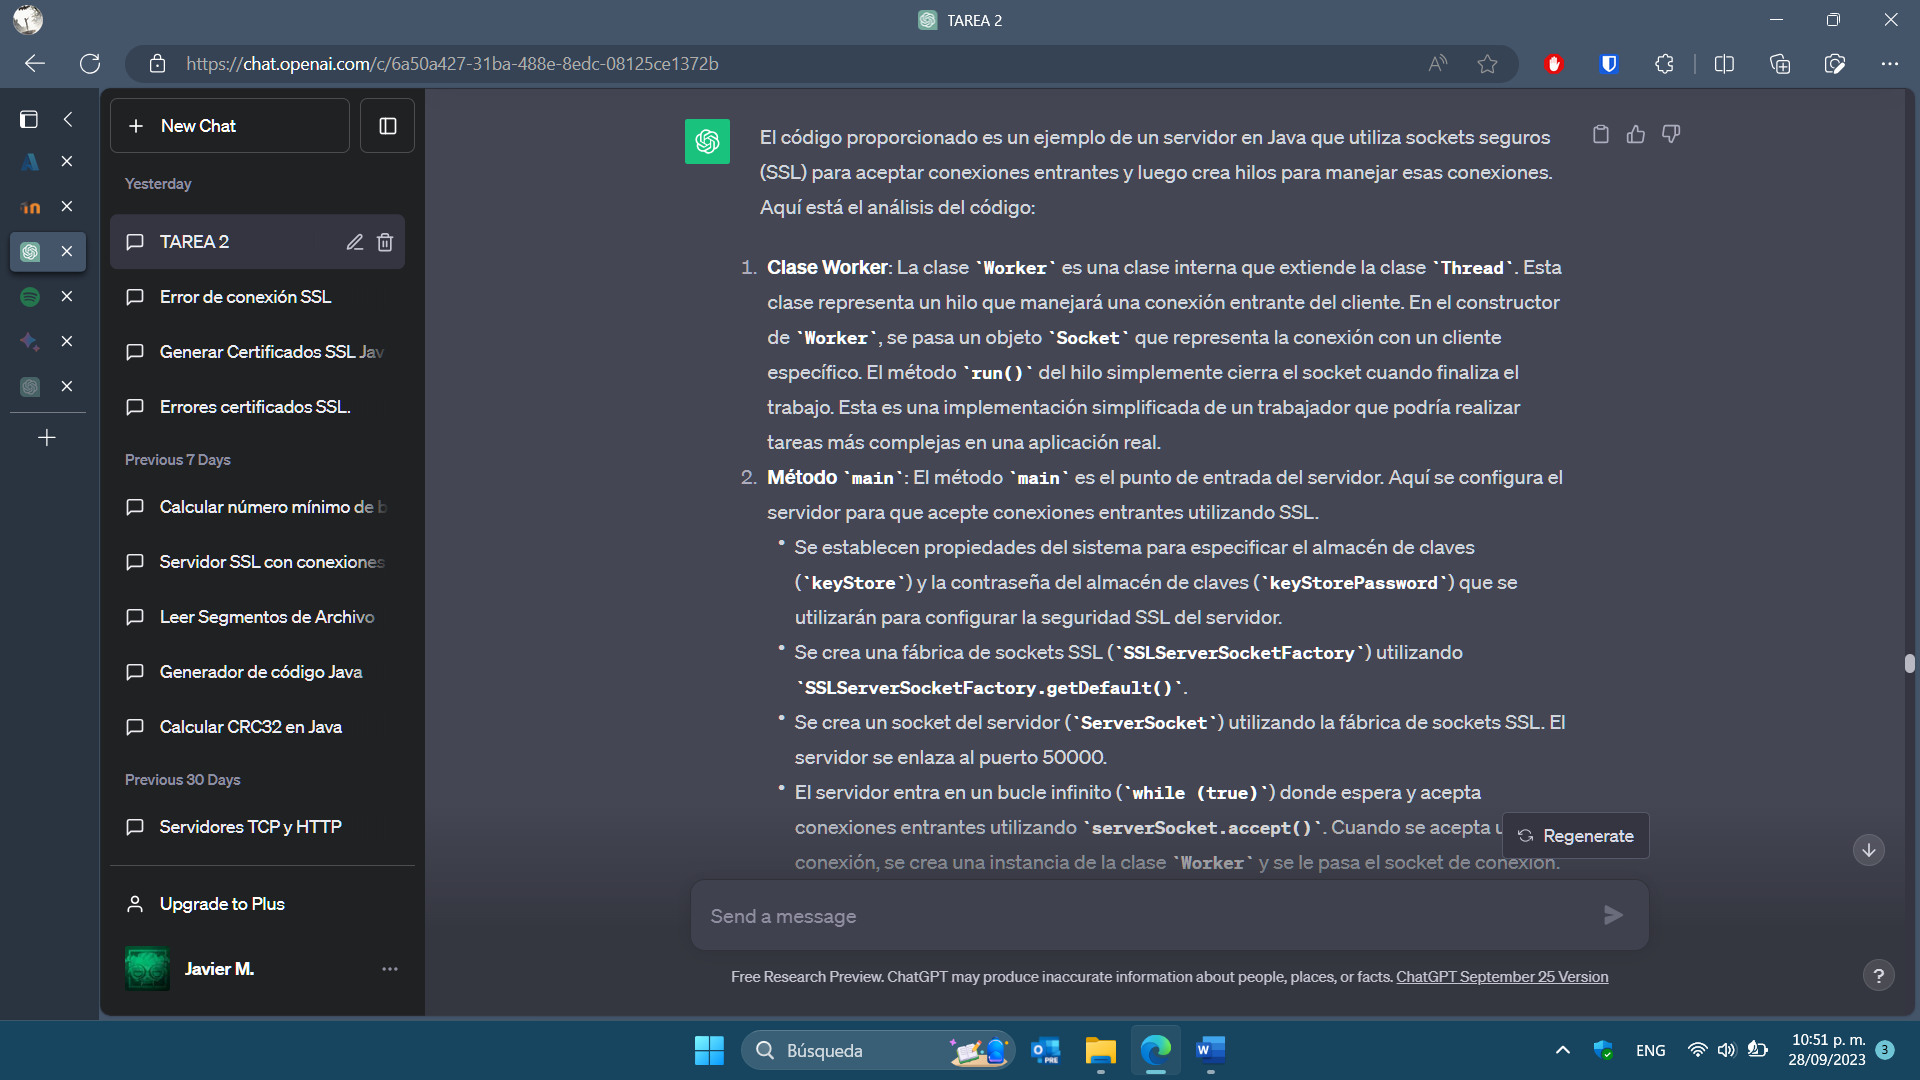 TAREA 2
https://chat.openai.com/c/6a50a427-31ba-488e-8edc-08125ce1372b
New Chat
Yesterday
TAREA 2
Error de conexión SSL
Generar Certificados SSL Jav
Errores certificados SSL.
Previous 7 Days
Calcular número mínimo de b
Servidor SSL con conexiones
Leer Segmentos de Archivo
Generador de código Java
Calcular CRC32 en Java
Previous 30 Days
Servidores TCP y HTTP
Upgrade to Plus
Javier M.
El código proporcionado es un ejemplo de un servidor en Java que utiliza sockets seguros
(SSL) para aceptar conexiones entrantes y luego crea hilos para manejar esas conexiones.
Aquí está el análisis del código:
1. Clase Worker: La clase `Worker` es una clase interna que extiende la clase `Thread`. Esta
clase representa un hilo que manejará una conexión entrante del cliente. En el constructor
de `Worker`, se pasa un objeto `Socket` que representa la conexión con un cliente
específico. El método `run()` del hilo simplemente cierra el socket cuando finaliza el
trabajo. Esta es una implementación simplificada de un trabajador que podría realizar
tareas más complejas en una aplicación real.
2. Método `main`: El método `main` es el punto de entrada del servidor. Aquí se configura el
servidor para que acepte conexiones entrantes utilizando SSL.
• Se establecen propiedades del sistema para especificar el almacén de claves
(`keyStore`) y la contraseña del almacén de claves (`keyStorePassword`) que se
utilizarán para configurar la seguridad SSL del servidor.
• Se crea una fábrica de sockets SSL (`SSLServerSocketFactory`) utilizando
`SSLServerSocketFactory.getDefault()`.
• Se crea un socket del servidor (`ServerSocket`) utilizando la fábrica de sockets SSL. El
servidor se enlaza al puerto 50000.
• El servidor entra en un bucle infinito (`while (true)`) donde espera y acepta
conexiones entrantes utilizando `serverSocket.accept()`. Cuando se acepta u
conexión, se crea una instancia de la clase `Worker` y se le pasa el socket de conexión.
Regenerate
Send a message
Free Research Preview. ChatGPT may produce inaccurate information about people, places, or facts. ChatGPT September 25 Version
?
Búsqueda
ENG
10:51 p. m.
28/09/2023
3